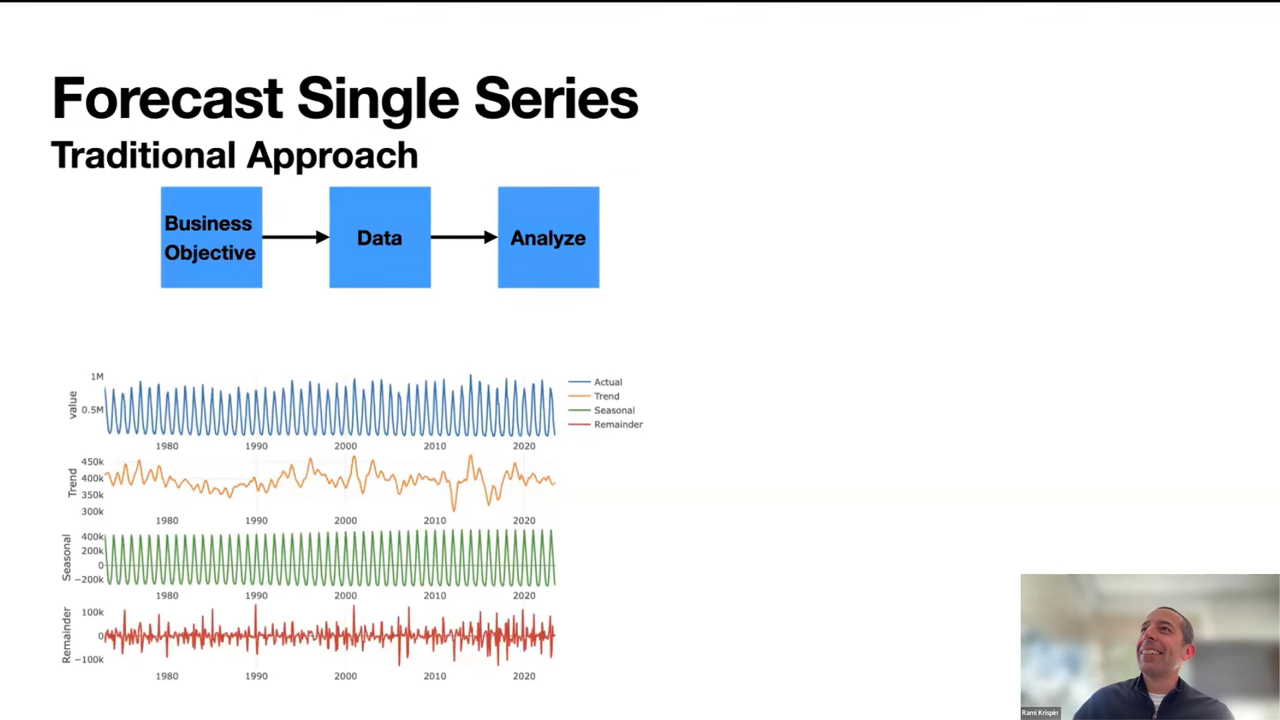 Forecast Single Series
Traditional Approach
Business
Objective
Data
Analyze
1M
0.5M
value
1980
1990
2000
2010
2020
Actual
Trend
Seasonal
Remainder
450k
400k
350k
300k
Trend
1980
1990
2000
2010
2020
400k
200k
0
−200k
Seasonal
1980
1990
2000
2010
2020
100k
0
−100k
Remainder
1980
1990
2000
2010
2020
Rami Krispin